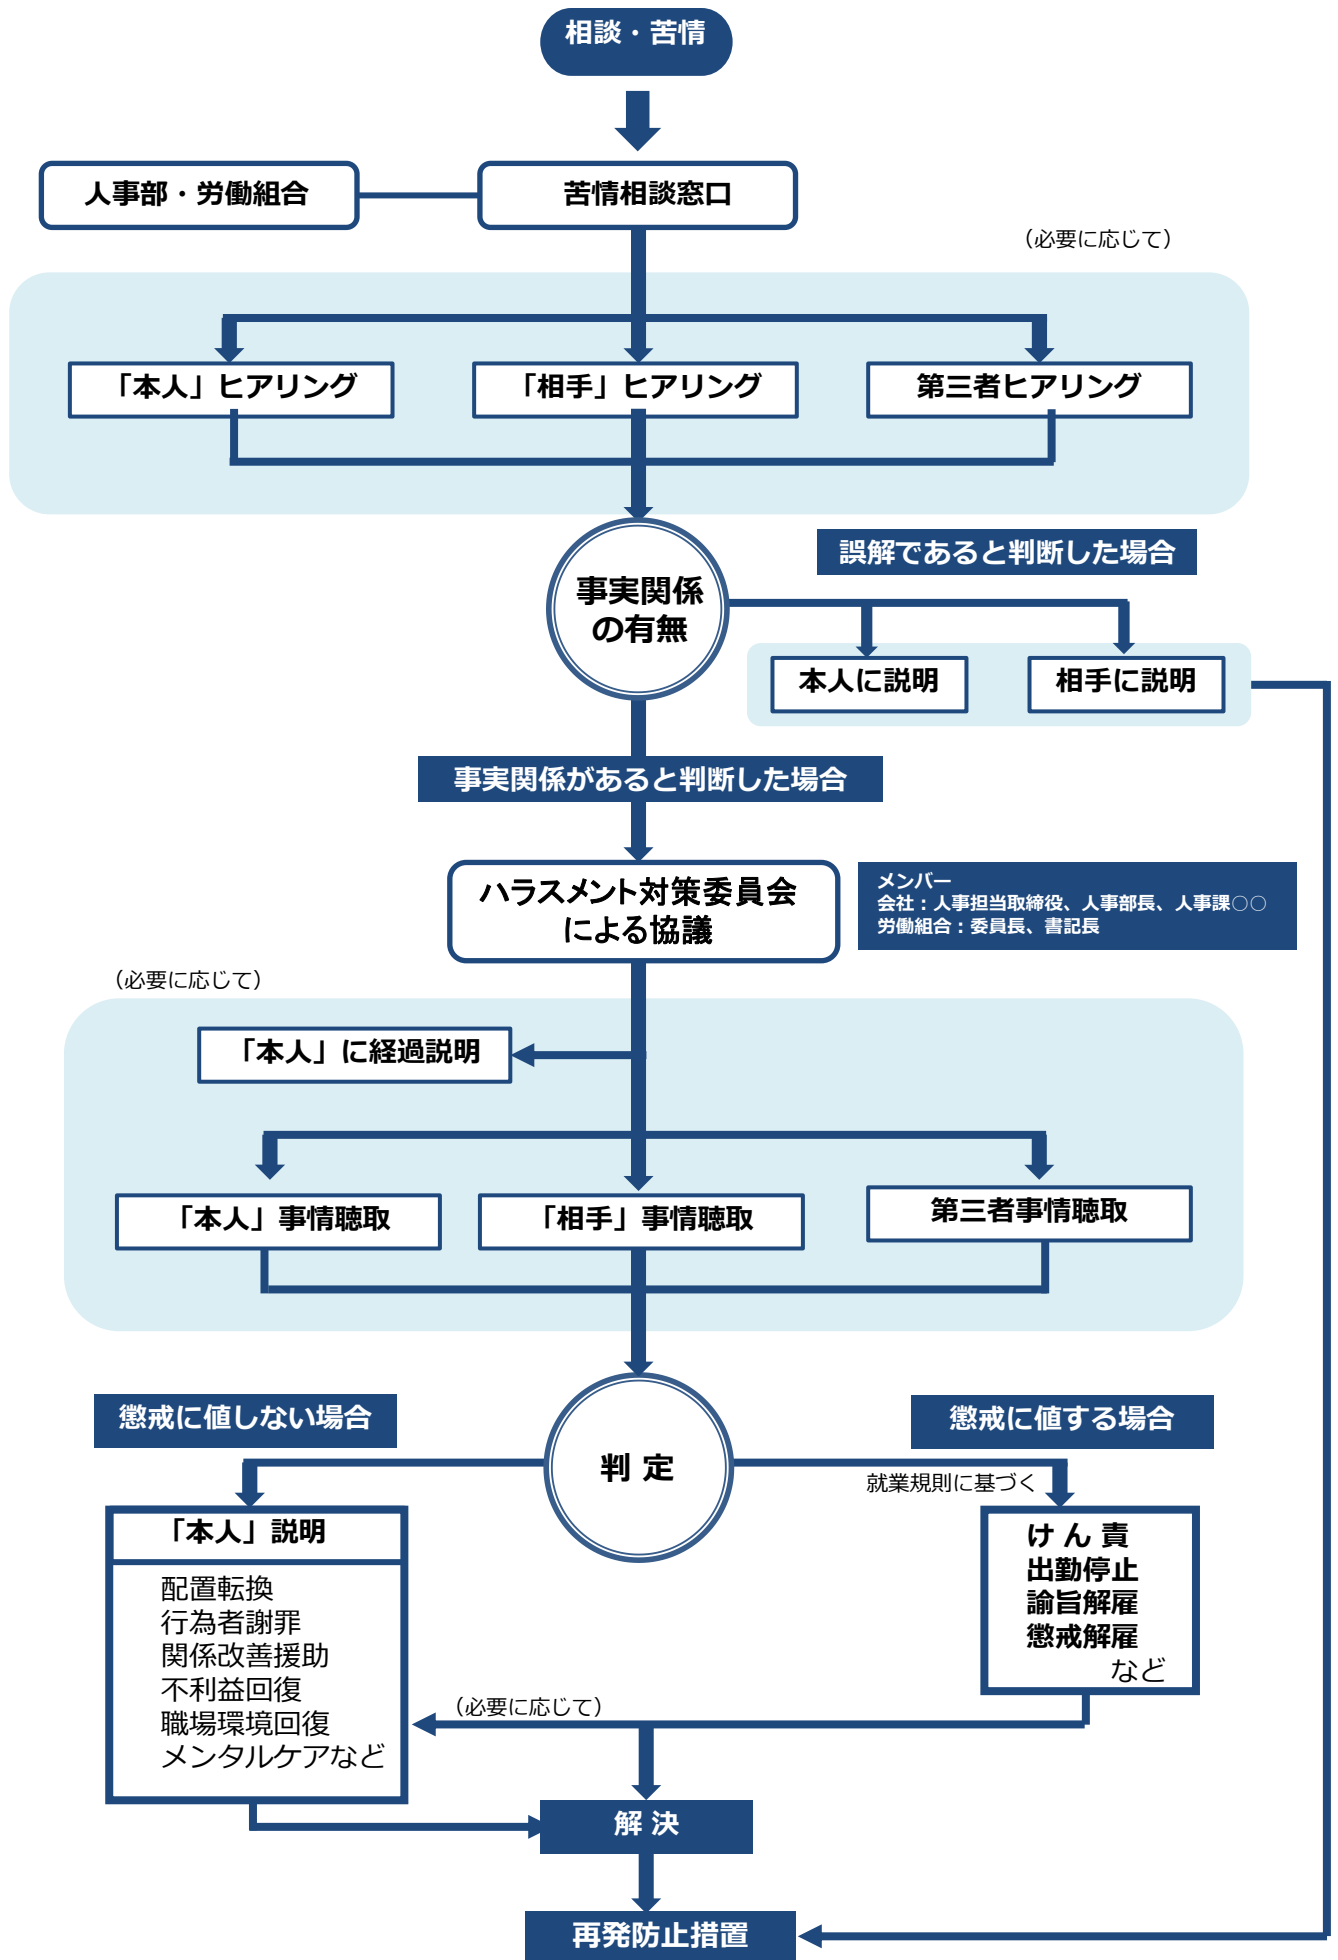 相談・苦情
人事部・労働組合
苦情相談窓口
（必要に応じて）
「本人」ヒアリング
「相手」ヒアリング
第三者ヒアリング
誤解であると判断した場合
事実関係
の有無
本人に説明
相手に説明
事実関係があると判断した場合
ハラスメント対策委員会
による協議
メンバー
会社：人事担当取締役、人事部長、人事課○○
労働組合：委員長、書記長
（必要に応じて）
「本人」に経過説明
「本人」事情聴取
「相手」事情聴取
第三者事情聴取
懲戒に値しない場合
懲戒に値する場合
判 定
就業規則に基づく
「本人」説明
配置転換
行為者謝罪
関係改善援助
不利益回復
職場環境回復
メンタルケアなど
け ん 責
出勤停止
諭旨解雇
懲戒解雇
など
（必要に応じて）
解 決
再発防止措置